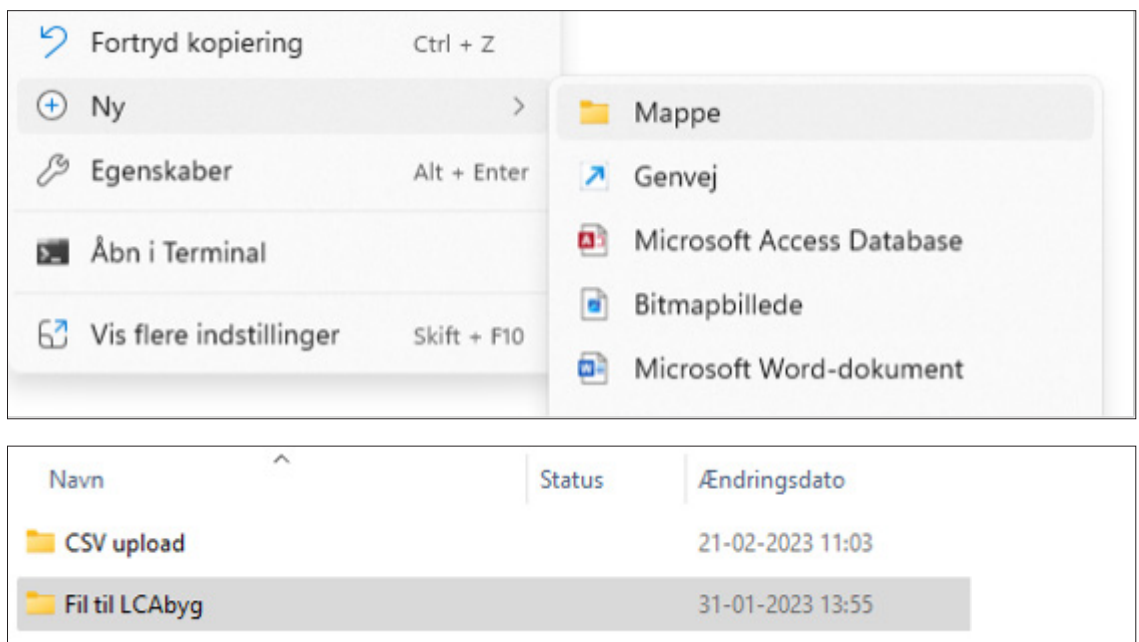 Fortryd kopiering Ctrl + Z
Ny
Egenskaber Alt + Enter
Åbn i Terminal
Vis flere indstillinger Skift + F10
Mappe
Genvej
Microsoft Access Database
Bitmapbillede
Microsoft Word-dokument
Navn Status Ændringsdato
CSV upload 21-02-2023 11:03
Fil til LCAbyg 31-01-2023 13:55